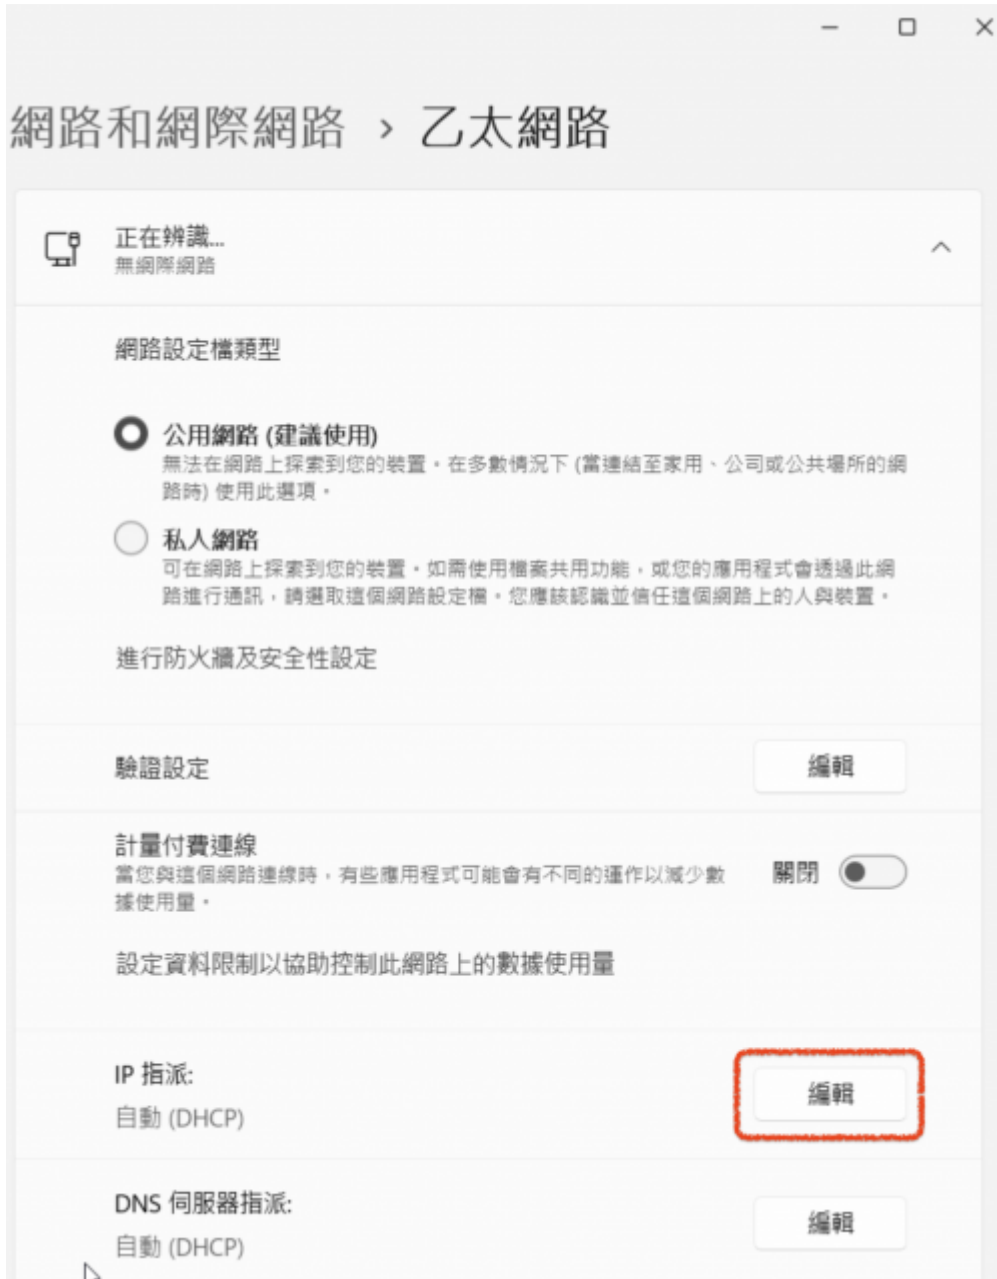 網路和網際網路 › 乙太網路
正在辨識...
無網際網路
網路設定檔類型
公用網路 (建議使用)
無法在網路上探索到您的裝置。在多數情況下 (當連結至家用、公司或公共場所的網
路時) 使用此選項。
私人網路
可在網路上探索到您的裝置。如需使用檔案共用功能，或您的應用程式會透過此網
路進行通訊，請選取這個網路設定檔。您應該認識並信任這個網路上的人與裝置。
進行防火牆及安全性設定
驗證設定
編輯
計量付費連線
當您與這個網路連線時，有些應用程式可能會有不同的運作以減少數
據使用量。
關閉
設定資料限制以協助控制此網路上的數據使用量
IP 指派:
自動 (DHCP)
編輯
DNS 伺服器指派:
自動 (DHCP)
編輯